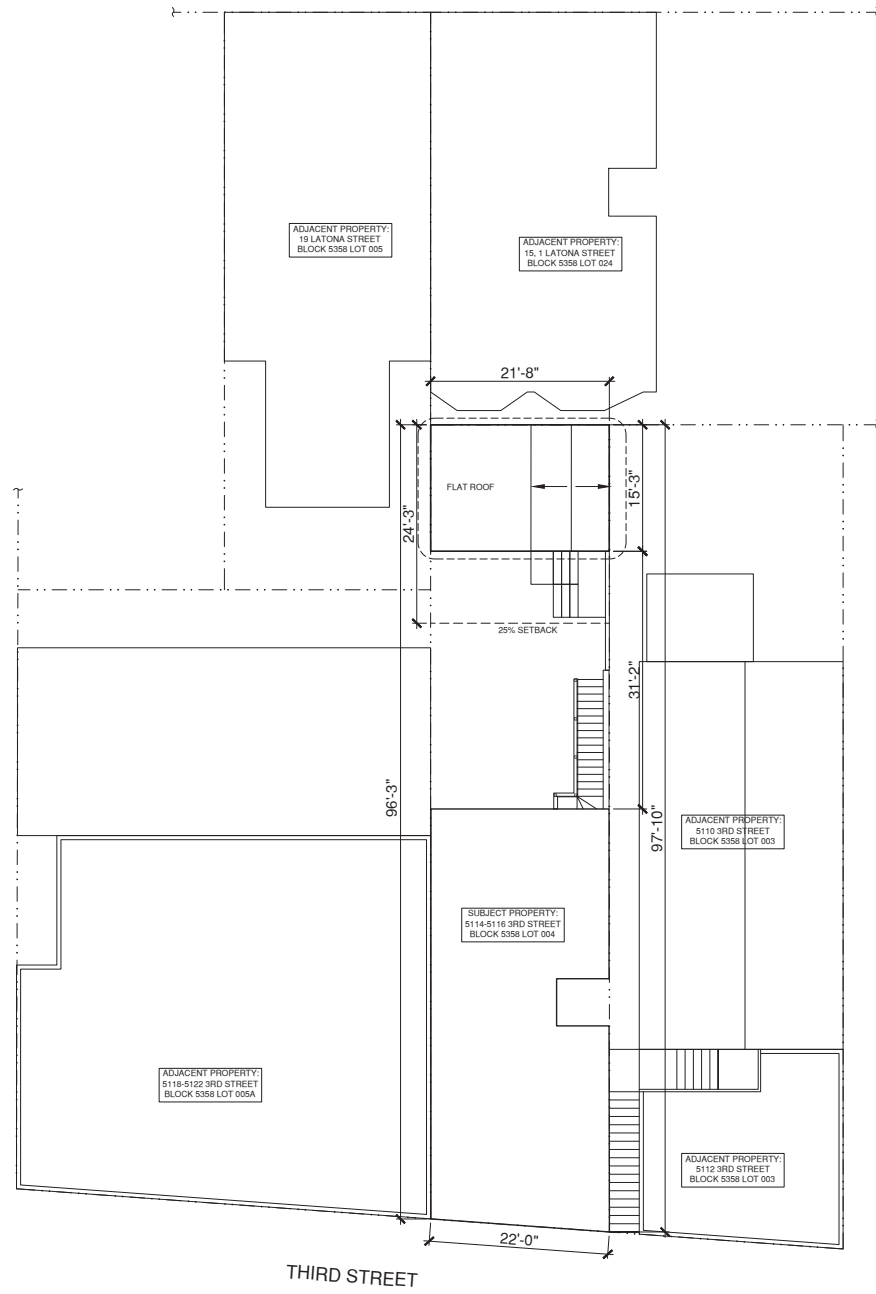 ADJACENT PROPERTY:
19 LATONA STREET
BLOCK 5358 LOT 005
ADJACENT PROPERTY:
15, 1 LATONA STREET
BLOCK 5358 LOT 024
21'-8"
FLAT ROOF
15'-3"
24'-3"
25% SETBACK
31'-2"
96'-3"
97'-10"
ADJACENT PROPERTY:
5110 3RD STREET
BLOCK 5358 LOT 003
SUBJECT PROPERTY:
5114-5116 3RD STREET
BLOCK 5358 LOT 004
ADJACENT PROPERTY:
5118-5122 3RD STREET
BLOCK 5358 LOT 005A
ADJACENT PROPERTY:
5112 3RD STREET
BLOCK 5358 LOT 003
22'-0"
THIRD STREET